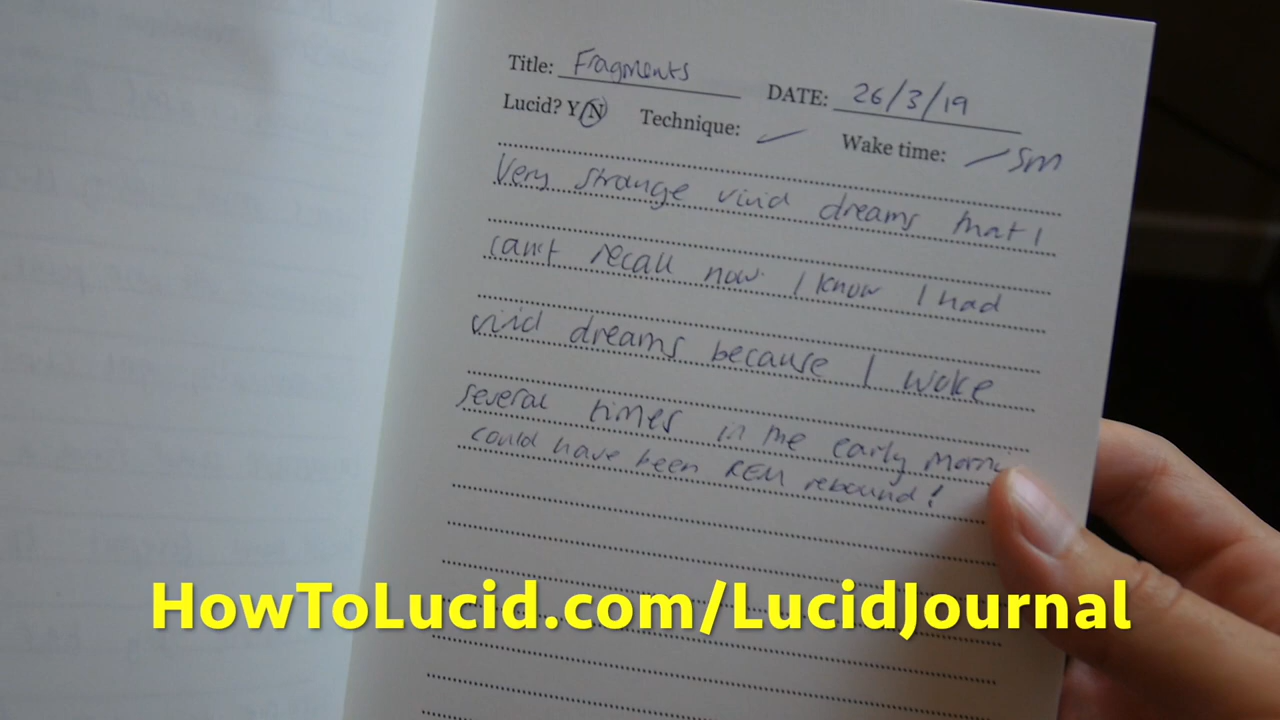 Title: Fragments DATE: 26/3/19
Lucid? Y/N Technique: Wake time: 5m
Very strange vivid dreams that I
can't recall now. I know I had
vivid dreams because I woke
several times in the early
could have been REM rebound!
HowToLucid.com/LucidJournal